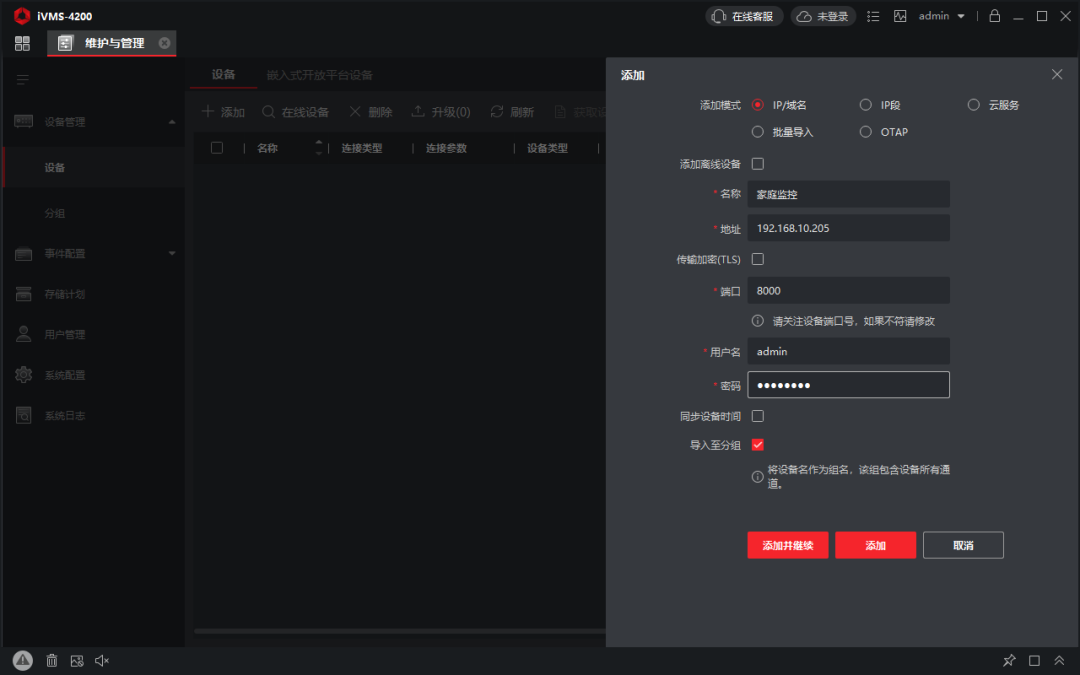 iVMS-4200
在线客服
未登录
admin
维护与管理
设备
嵌入式开放平台设备
添加
在线设备
删除
升级(0)
刷新
获取设
名称
连接类型
连接参数
设备类型
设备管理
设备
分组
事件配置
存储计划
用户管理
系统配置
系统日志
添加
添加模式
IP/域名
IP段
云服务
批量导入
OTAP
添加离线设备
*名称
家庭监控
*地址
192.168.10.205
传输加密(TLS)
*端口
8000
请关注设备端口号，如果不符请修改
*用户名
admin
*密码
●●●●●●●●
同步设备时间
导入至分组
将设备名作为组名，该组包含设备所有通
道。
添加并继续
添加
取消